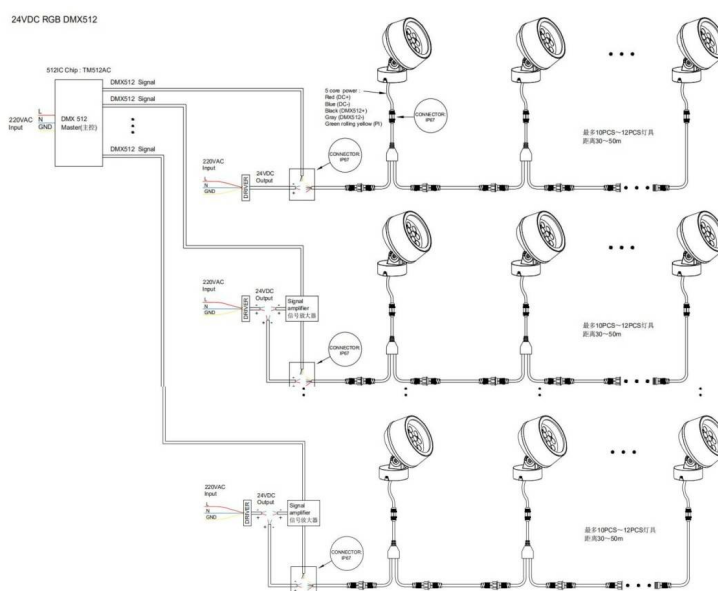 24VDC RGB DMX512
512IC Chip : TM512AC
DMX512 Signal
DMX512 Signal
DMX512 Signal
220VAC
Input
L
N
GND
DMX 512
Master(主控)
5 core power :
Red (DC+)
Blue (DC-)
Black (DMX512+)
Gray (DMX512-)
Green rolling yellow (PI)
CONNECTOR:
IP67
CONNECTOR:
IP67
最多10PCS～12PCS灯具
距离30～50m
220VAC
Input
L
N
GND
DRIVER
24VDC
Output
220VAC
Input
L
N
GND
DRIVER
24VDC
Output
Signal
amplifier
信号放大器
CONNECTOR:
IP67
最多10PCS～12PCS灯具
距离30～50m
220VAC
Input
L
N
GND
DRIVER
24VDC
Output
Signal
amplifier
信号放大器
CONNECTOR:
IP67
最多10PCS～12PCS灯具
距离30～50m